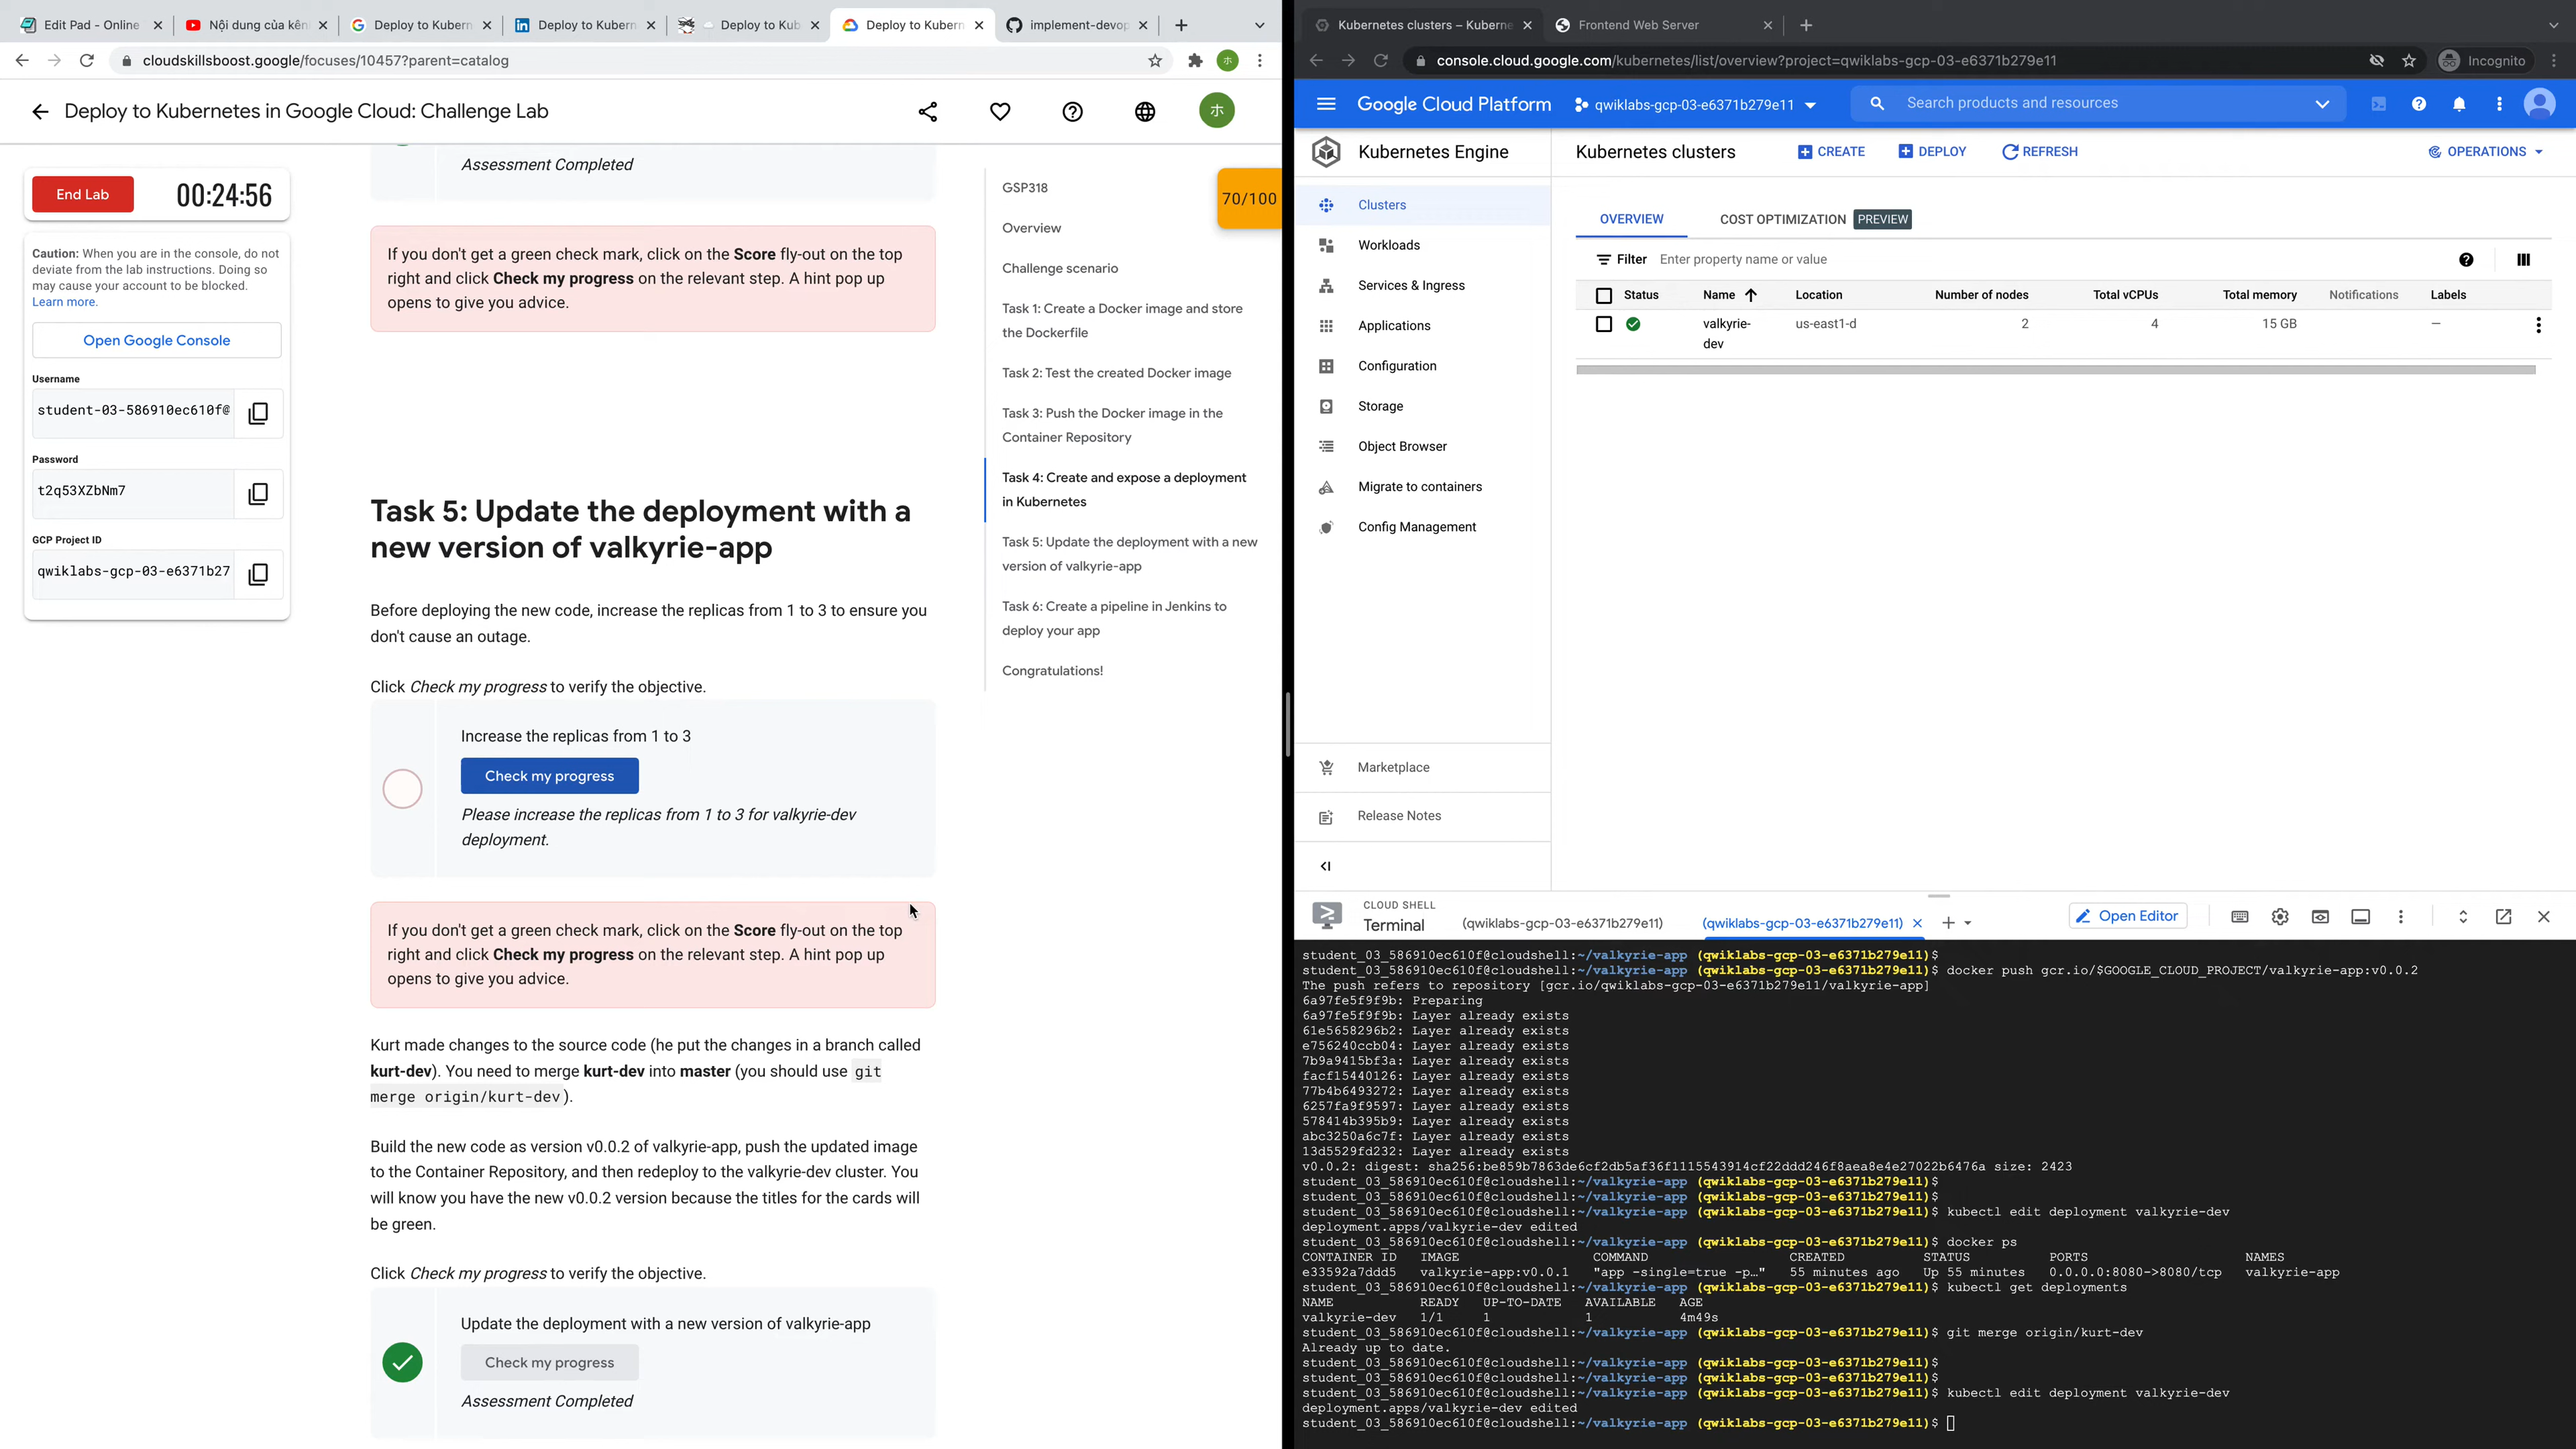 Edit Pad - Online
Nội dung của kên
Deploy to Kubern
Deploy to Kubern
Deploy to Kub
Deploy to Kubern
implement-devop
cloudskillsboost.google/focuses/10457?parent=catalog
ホ
Deploy to Kubernetes in Google Cloud: Challenge Lab
ホ
End Lab
00:24:56
Caution: When you are in the console, do not
deviate from the lab instructions. Doing so
may cause your account to be blocked.
Learn more.
Open Google Console
Username
student-03-586910ec610f@
Password
t2q53XZbNm7
GCP Project ID
qwiklabs-gcp-03-e6371b27
Assessment Completed
If you don't get a green check mark, click on the Score fly-out on the top
right and click Check my progress on the relevant step. A hint pop up
opens to give you advice.
Task 5: Update the deployment with a
new version of valkyrie-app
Before deploying the new code, increase the replicas from 1 to 3 to ensure you
don't cause an outage.
Click Check my progress to verify the objective.
Increase the replicas from 1 to 3
Check my progress
Please increase the replicas from 1 to 3 for valkyrie-dev
deployment.
If you don't get a green check mark, click on the Score fly-out on the top
right and click Check my progress on the relevant step. A hint pop up
opens to give you advice.
Kurt made changes to the source code (he put the changes in a branch called
kurt-dev). You need to merge kurt-dev into master (you should use git
merge origin/kurt-dev).
Build the new code as version v0.0.2 of valkyrie-app, push the updated image
to the Container Repository, and then redeploy to the valkyrie-dev cluster. You
will know you have the new v0.0.2 version because the titles for the cards will
be green.
Click Check my progress to verify the objective.
Update the deployment with a new version of valkyrie-app
Check my progress
Assessment Completed
GSP318
Overview
Challenge scenario
Task 1: Create a Docker image and store
the Dockerfile
Task 2: Test the created Docker image
Task 3: Push the Docker image in the
Container Repository
Task 4: Create and expose a deployment
in Kubernetes
Task 5: Update the deployment with a new
version of valkyrie-app
Task 6: Create a pipeline in Jenkins to
deploy your app
Congratulations!
70/100
Kubernetes clusters – Kuberne
Frontend Web Server
console.cloud.google.com/kubernetes/list/overview?project=qwiklabs-gcp-03-e6371b279e11
Incognito
Google Cloud Platform
qwiklabs-gcp-03-e6371b279e11
Search products and resources
Kubernetes Engine
Kubernetes clusters
CREATE
DEPLOY
REFRESH
OPERATIONS
Clusters
Workloads
Services & Ingress
Applications
Configuration
Storage
Object Browser
Migrate to containers
Config Management
Marketplace
Release Notes
OVERVIEW
COST OPTIMIZATION PREVIEW
Filter Enter property name or value
Status Name Location Number of nodes Total vCPUs Total memory Notifications Labels
valkyrie- us-east1-d 2 4 15 GB –
dev
CLOUD SHELL
Terminal
(qwiklabs-gcp-03-e6371b279e11)
(qwiklabs-gcp-03-e6371b279e11)
Open Editor
student_03_586910ec610f@cloudshell:~/valkyrie-app (qwiklabs-gcp-03-e6371b279e11)$
student_03_586910ec610f@cloudshell:~/valkyrie-app (qwiklabs-gcp-03-e6371b279e11)$ docker push gcr.io/$GOOGLE_CLOUD_PROJECT/valkyrie-app:v0.0.2
The push refers to repository [gcr.io/qwiklabs-gcp-03-e6371b279e11/valkyrie-app]
6a97fe5f9f9b: Preparing
6a97fe5f9f9b: Layer already exists
61e5658296b2: Layer already exists
e756240ccb04: Layer already exists
7b9a9415bf3a: Layer already exists
facf15440126: Layer already exists
77b4b6493272: Layer already exists
6257fa9f9597: Layer already exists
578414b395b9: Layer already exists
abc3250a6c7f: Layer already exists
13d5529fd232: Layer already exists
v0.0.2: digest: sha256:be859b7863de6cf2db5af36f1115543914cf22ddd246f8aea8e4e27022b6476a size: 2423
student_03_586910ec610f@cloudshell:~/valkyrie-app (qwiklabs-gcp-03-e6371b279e11)$
student_03_586910ec610f@cloudshell:~/valkyrie-app (qwiklabs-gcp-03-e6371b279e11)$
student_03_586910ec610f@cloudshell:~/valkyrie-app (qwiklabs-gcp-03-e6371b279e11)$ kubectl edit deployment valkyrie-dev
deployment.apps/valkyrie-dev edited
student_03_586910ec610f@cloudshell:~/valkyrie-app (qwiklabs-gcp-03-e6371b279e11)$ docker ps
CONTAINER ID IMAGE COMMAND CREATED STATUS PORTS NAMES
e33592a7ddd5 valkyrie-app:v0.0.1 "app -single=true -p…" 55 minutes ago Up 55 minutes 0.0.0.0:8080->8080/tcp valkyrie-app
student_03_586910ec610f@cloudshell:~/valkyrie-app (qwiklabs-gcp-03-e6371b279e11)$ kubectl get deployments
NAME READY UP-TO-DATE AVAILABLE AGE
valkyrie-dev 1/1 1 1 4m49s
student_03_586910ec610f@cloudshell:~/valkyrie-app (qwiklabs-gcp-03-e6371b279e11)$ git merge origin/kurt-dev
Already up to date.
student_03_586910ec610f@cloudshell:~/valkyrie-app (qwiklabs-gcp-03-e6371b279e11)$
student_03_586910ec610f@cloudshell:~/valkyrie-app (qwiklabs-gcp-03-e6371b279e11)$
student_03_586910ec610f@cloudshell:~/valkyrie-app (qwiklabs-gcp-03-e6371b279e11)$ kubectl edit deployment valkyrie-dev
deployment.apps/valkyrie-dev edited
student_03_586910ec610f@cloudshell:~/valkyrie-app (qwiklabs-gcp-03-e6371b279e11)$